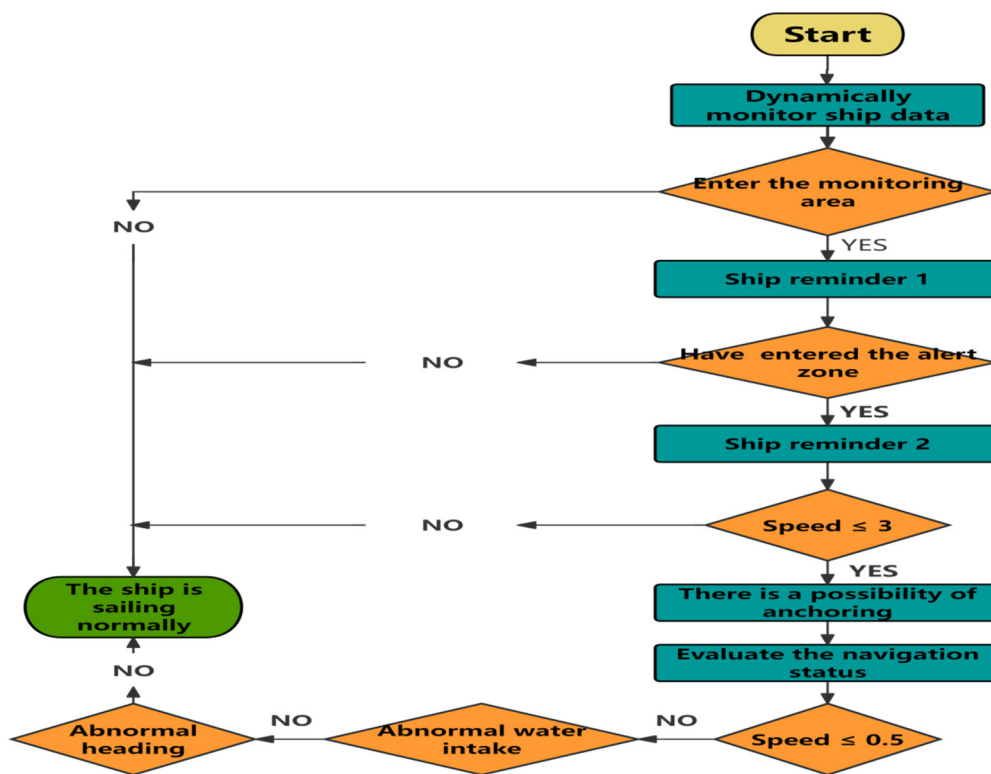 Start
Dynamically
monitor ship data
Enter the monitoring
area
NO
YES
Ship reminder 1
Have entered the alert
zone
NO
YES
Ship reminder 2
Speed ≤ 3
NO
YES
The ship is
sailing
normally
There is a possibility of
anchoring
Evaluate the navigation
status
NO
Abnormal
heading
NO
Abnormal water
intake
NO
Speed ≤ 0.5